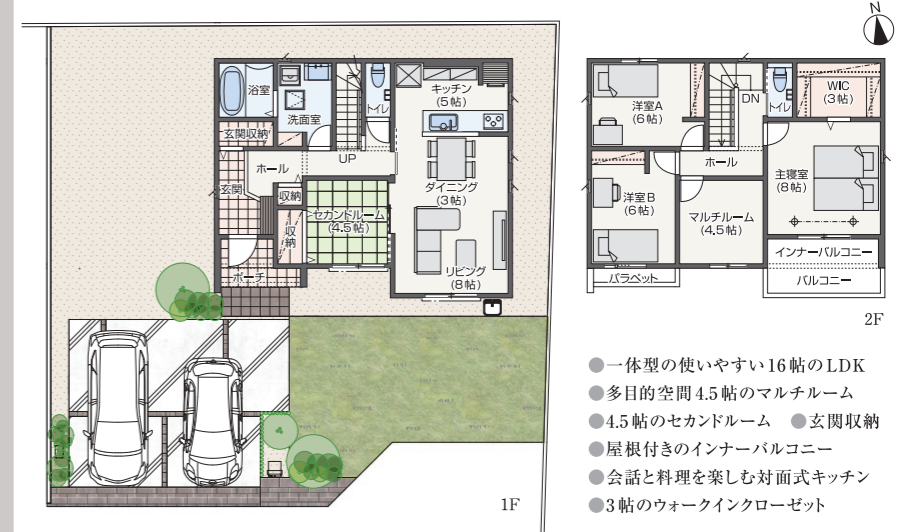 N
浴室
洗面室
トイレ
キッチン
(5帖)
玄関収納
UP
ホール
玄関
収納
ダイニング
(3帖)
セカンドルーム
(4.5帖)
収納
ポーチ
リビング
(8帖)
1F
洋室A
(6帖)
DN
トイレ
WIC
(3帖)
ホール
主寝室
(8帖)
洋室B
(6帖)
マルチルーム
(4.5帖)
インナーバルコニー
パラペット
バルコニー
2F
●一体型の使いやすい16帖のLDK
●多目的空間4.5帖のマルチルーム
●4.5帖のセカンドルーム ●玄関収納
●屋根付きのインナーバルコニー
●会話と料理を楽しむ対面式キッチン
●3帖のウォークインクローゼット